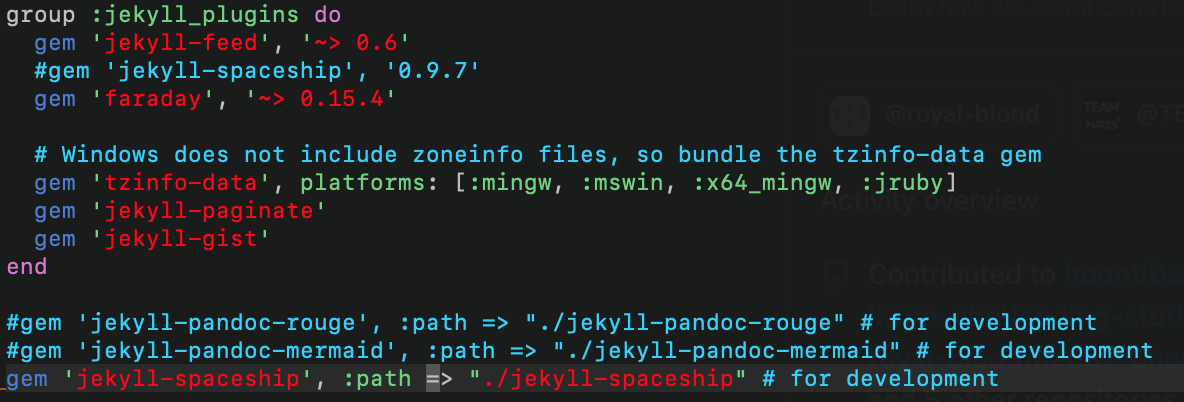 group :jekyll_plugins do
  gem 'jekyll-feed', '~> 0.6'
  #gem 'jekyll-spaceship', '0.9.7'
  gem 'faraday', '~> 0.15.4'
  # Windows does not include zoneinfo files, so bundle the tzinfo-data gem
  gem 'tzinfo-data', platforms: [:mingw, :mswin, :x64_mingw, :jruby]
  gem 'jekyll-paginate'
  gem 'jekyll-gist'
end
#gem 'jekyll-pandoc-rouge', :path => "./jekyll-pandoc-rouge" # for development
#gem 'jekyll-pandoc-mermaid', :path => "./jekyll-pandoc-mermaid" # for development
gem 'jekyll-spaceship', :path => "./jekyll-spaceship" # for development
Learn how we count
@royal-blood
TEAM
MATES
Activity overview
Contributed to
other repositories